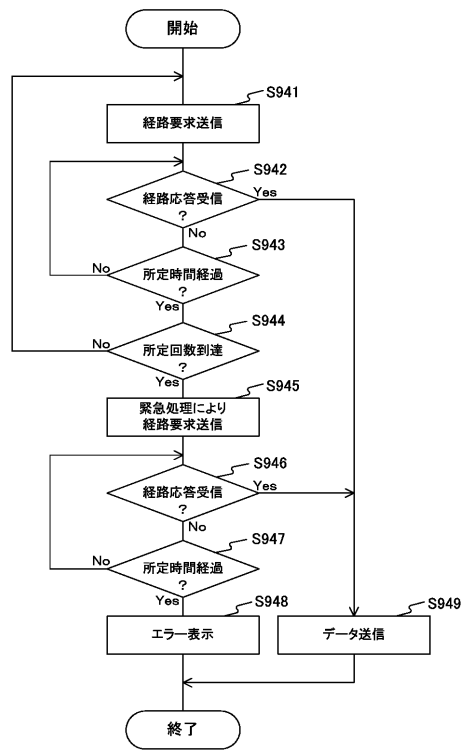 開始
S941
経路要求送信
S942
経路応答受信
?
Yes
No
S943
所定時間経過
?
No
Yes
S944
所定回数到達
?
No
Yes
S945
緊急処理により
経路要求送信
S946
経路応答受信
?
Yes
No
S947
所定時間経過
?
No
Yes
S948
エラー表示
S949
データ送信
終了